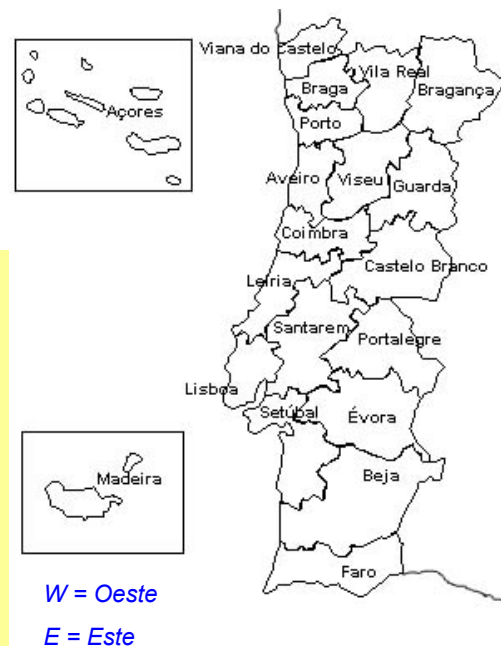 Viana do Castelo
Vila Real
Braga
Bragança
Porto
Açores
Aveiro
Viseu
Guarda
Coimbra
Castelo Branco
Leiria
Santarem
Portalegre
Lisboa
Setúbal
Évora
Beja
Madeira
Faro
W = Oeste
E = Este